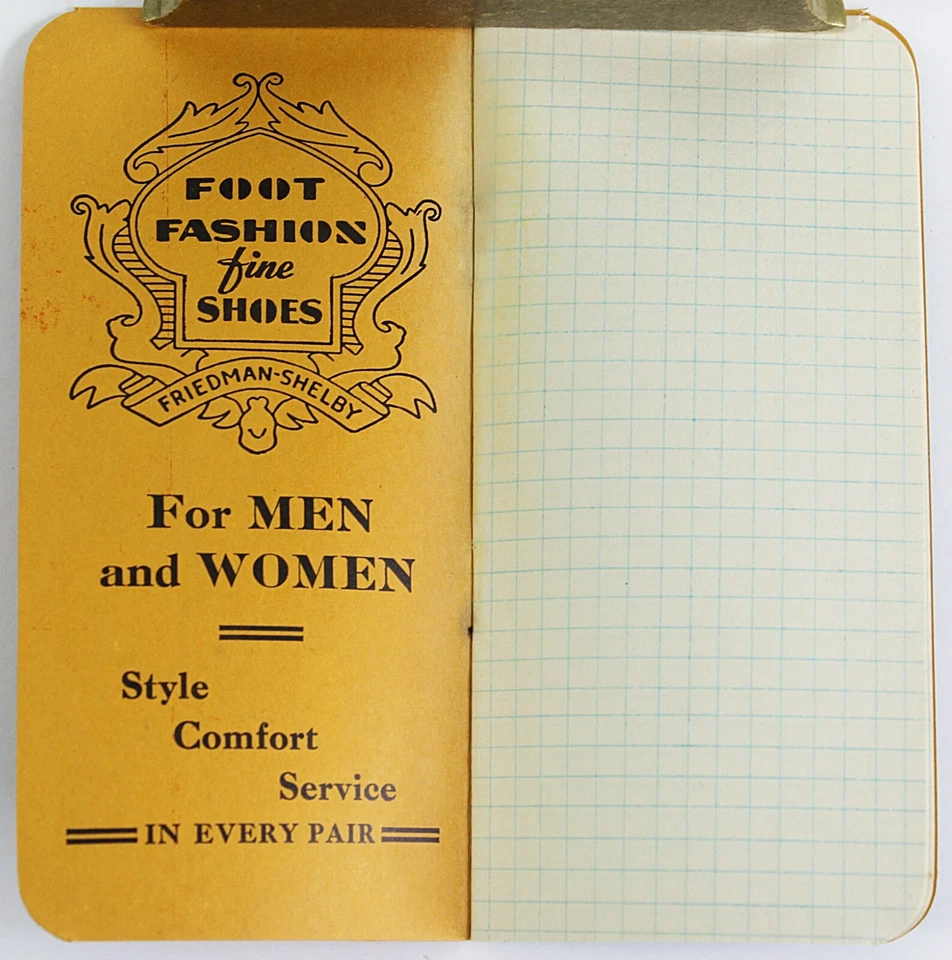 FOOT
FASHION
fine
SHOES
FRIEDMAN-SHELBY
For MEN
and WOMEN
Style
Comfort
Service
IN EVERY PAIR